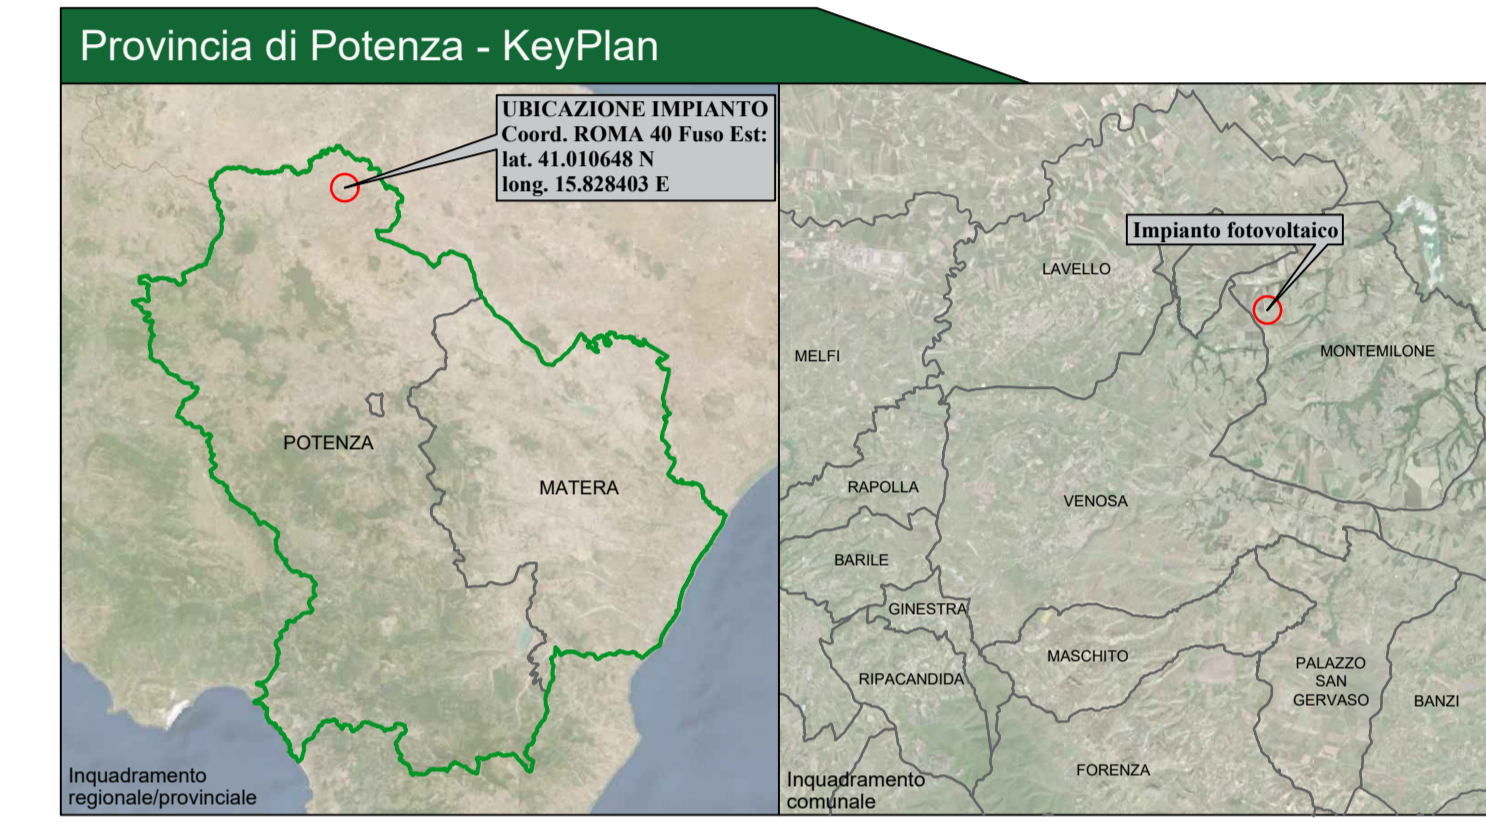 Provincia di Potenza - KeyPlan
UBICAZIONE IMPIANTO
Coord. ROMA 40 Fuso Est:
lat. 41.010648 N
long. 15.828403 E
POTENZA
MATERA
Inquadramento
regionale/provinciale
Impianto fotovoltaico
LAVELLO
MELFI
MONTEMILONE
RAPOLLA
VENOSA
BARILE
GINESTRA
MASCHITO
RIPACANDIDA
PALAZZO
SAN
GERVASO
BANZI
FORENZA
Inquadramento
comunale